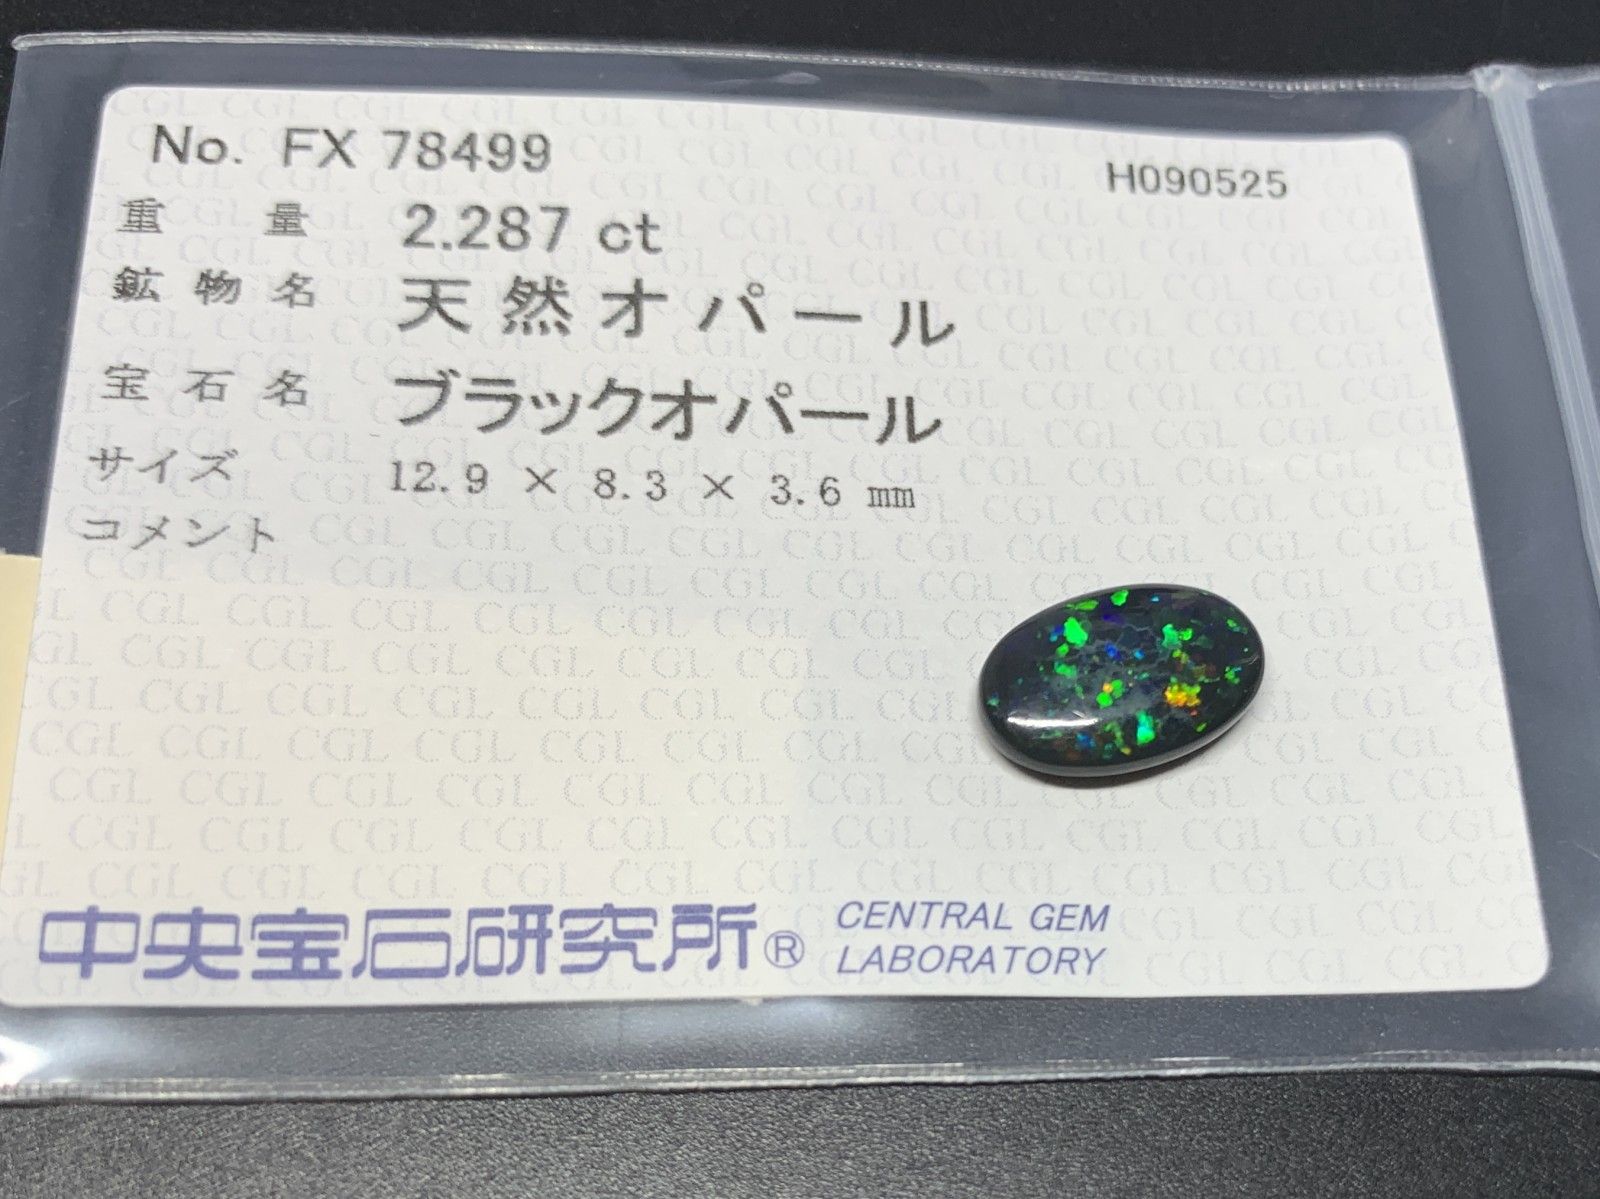 No. FX 78499 H090525
重量 2.287 ct
鉱物名 天然オパール
宝石名 ブラックオパール
サイズ 12.9 × 8.3 × 3.6 mm
コメント
中央宝石研究所® CENTRAL GEM
LABORATORY